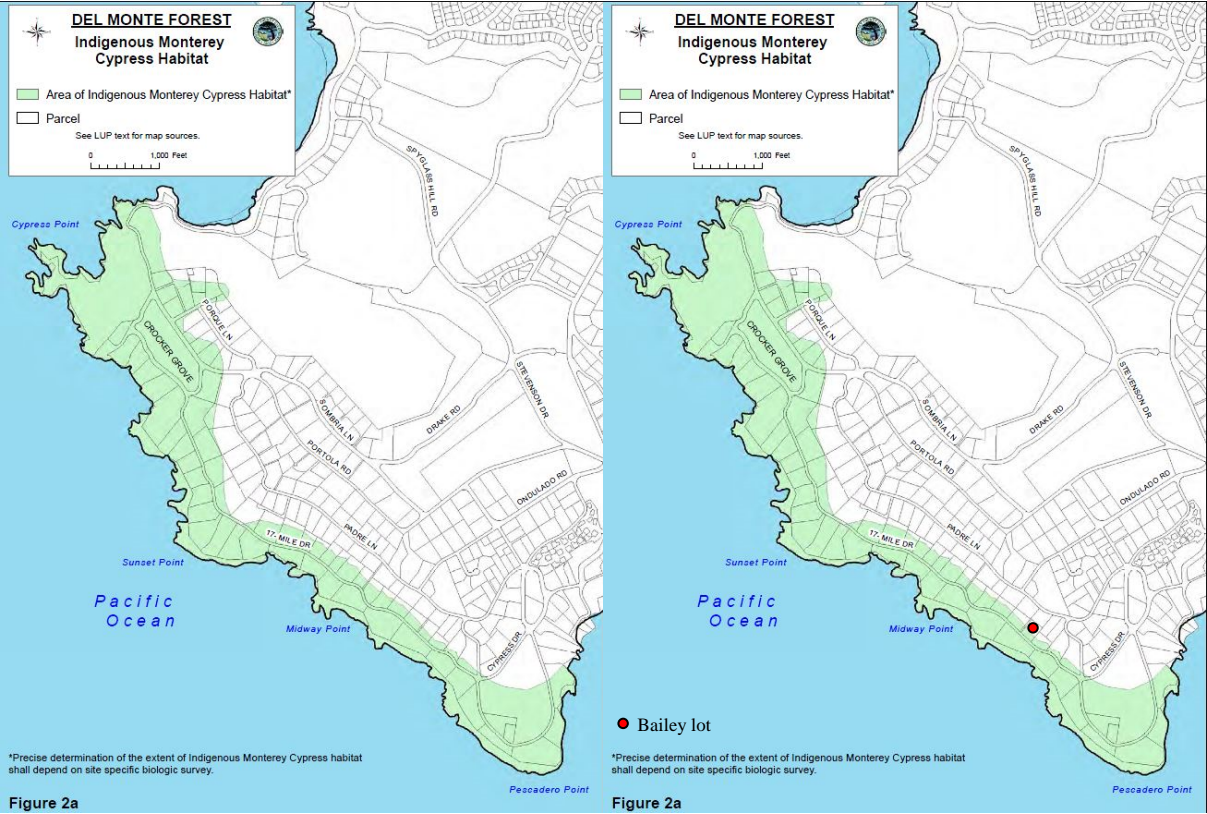 DEL MONTE FOREST
Indigenous Monterey
Cypress Habitat
Area of Indigenous Monterey Cypress Habitat*
Parcel
See LUP text for map sources.
0 1,000 Feet
SPYGLASS HILL RD
Cypress Point
PORQUE LN
CROCKER GROVE
STEVENSON DR
SOMBRIA LN
DRAKE RD
PORTOLA RD
ONDULADO RD
PADRE LN
17- MILE DR
Sunset Point
Pacific
Ocean
Midway Point
CYPRESS DR
*Precise determination of the extent of Indigenous Monterey Cypress habitat
shall depend on site specific biologic survey.
Pescadero Point
Figure 2a
DEL MONTE FOREST
Indigenous Monterey
Cypress Habitat
Area of Indigenous Monterey Cypress Habitat*
Parcel
See LUP text for map sources.
0 1,000 Feet
SPYGLASS HILL RD
Cypress Point
PORQUE LN
CROCKER GROVE
STEVENSON DR
SOMBRIA LN
DRAKE RD
PORTOLA RD
ONDULADO RD
PADRE LN
17- MILE DR
Sunset Point
Pacific
Ocean
Midway Point
CYPRESS DR
Bailey lot
*Precise determination of the extent of Indigenous Monterey Cypress habitat
shall depend on site specific biologic survey.
Pescadero Point
Figure 2a